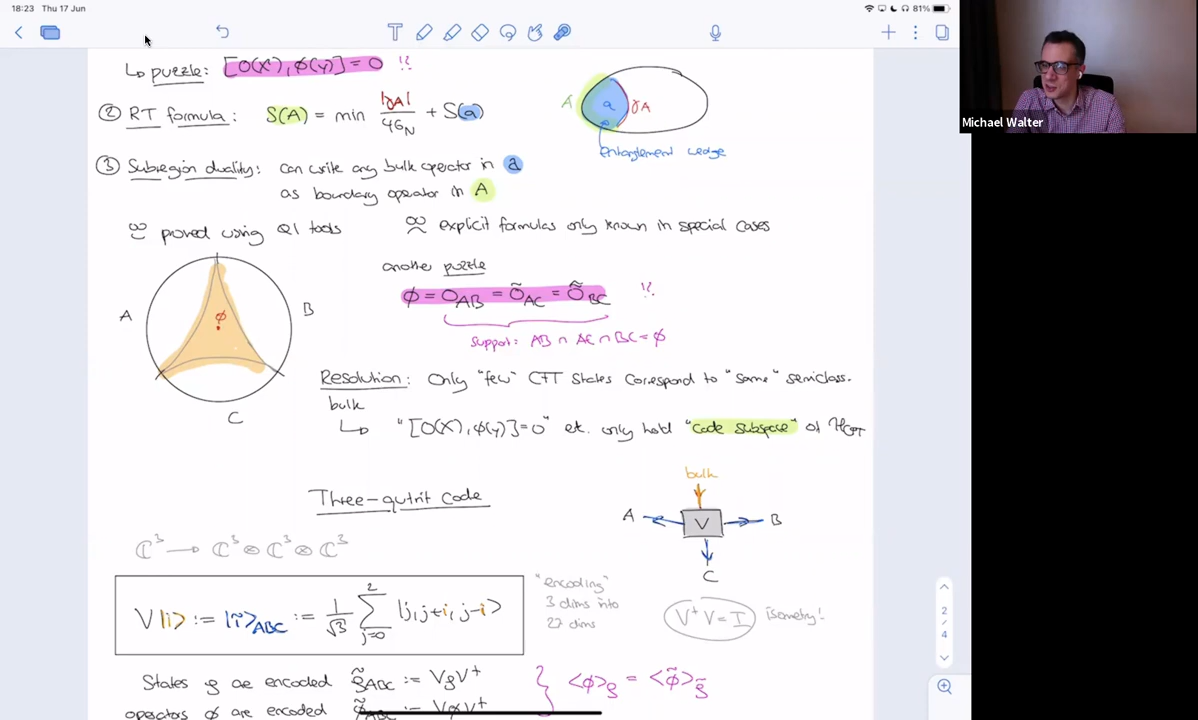 18:23 Thu 17 Jun
81%
Michael Walter
↳ puzzle: [O(x), ϕ(y)] = 0 !?
② RT formula: S(A) = min |γA| / 4G_N + S(a)
A a γA
entanglement wedge
③ Subregion duality: can write any bulk operator in a
as boundary operator in A
proved using QI tools
explicit formulas only known in special cases
another puzzle
ϕ = O_AB = Õ_AC = Õ̃_BC !?
support: AB ∩ AC ∩ BC = ∅
A ϕ B
C
Resolution: Only "few" CFT states correspond to "same" semiclass.
bulk
↳ "[O(x), ϕ(y)] = 0" etc. only hold "code subspace" of H_CFT
Three-qutrit Code
bulk
A V B
C
ℂ³ → ℂ³ ⊗ ℂ³ ⊗ ℂ³
V|i> := |ĩ>_ABC := 1/√3 ∑_{j=0}^{2} |j, j+i, j-i>
"encoding"
3 dims into
27 dims
V†V = I isometry!
States ρ are encoded ρ̃_ABC := VρV†
<ϕ>_ρ = <ϕ̃>_ρ̃
operators ϕ are encoded ϕ̃_ABC := VϕV†
2
/
4